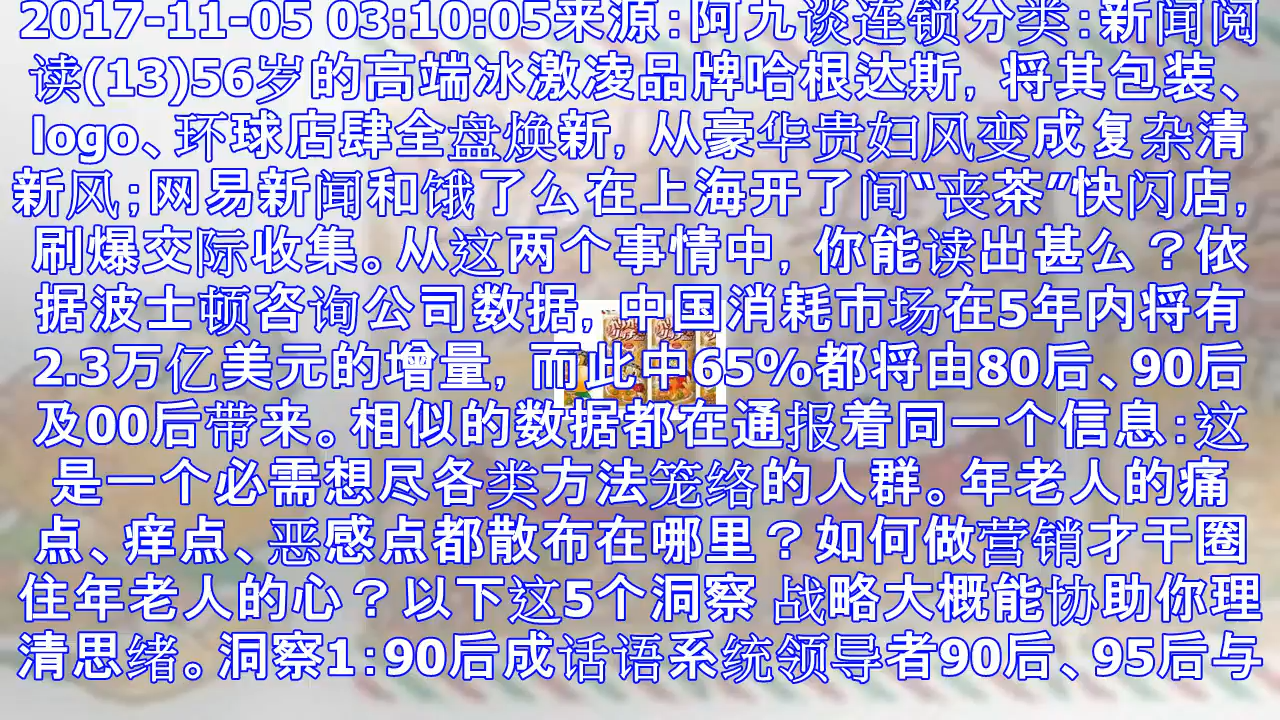 2017-11-05 03:10:05来源:阿九谈连锁分类:新闻阅
读(13)56岁的高端冰激凌品牌哈根达斯，将其包装、
logo、环球店肆全盘焕新，从豪华贵妇风变成复杂清
新风;网易新闻和饿了么在上海开了间“丧茶”快闪店，
刷爆交际收集。从这两个事情中，你能读出甚么？依
据波士顿咨询公司数据，中国消耗市场在5年内将有
2.3万亿美元的增量，而此中65%都将由80后、90后
及00后带来。相似的数据都在通报着同一个信息:这
是一个必需想尽各类方法笼络的人群。年老人的痛
点、痒点、恶感点都散布在哪里？如何做营销才干圈
住年老人的心？以下这5个洞察 战略大概能协助你理
清思绪。洞察1:90后成话语系统领导者90后、95后与